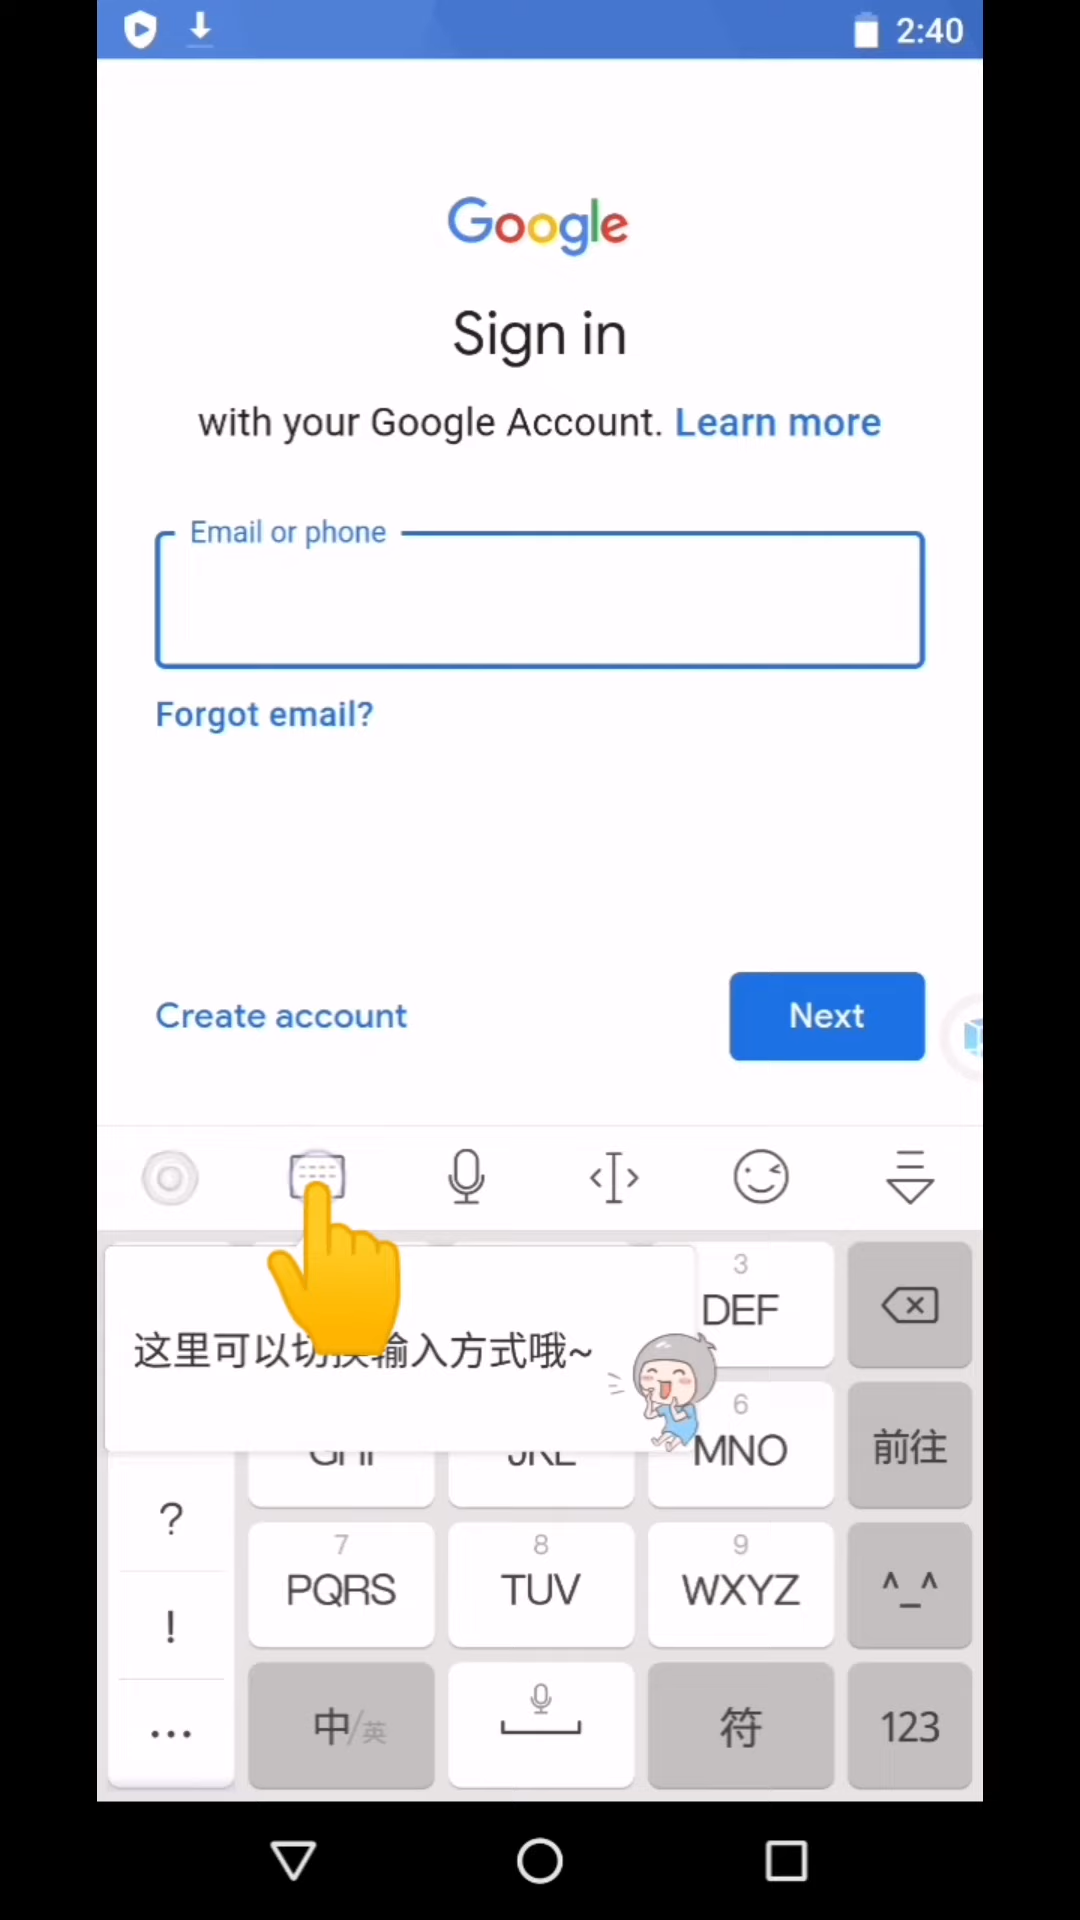 2:40
Google
Sign in
with your Google Account. Learn more
Email or phone
Forgot email?
Create account
Next
3
DEF
这里可以切换输入方式哦~
6
GHI
JKL
MNO
前往
?
7
PQRS
8
TUV
9
WXYZ
^_^
!
...
中/英
符
123